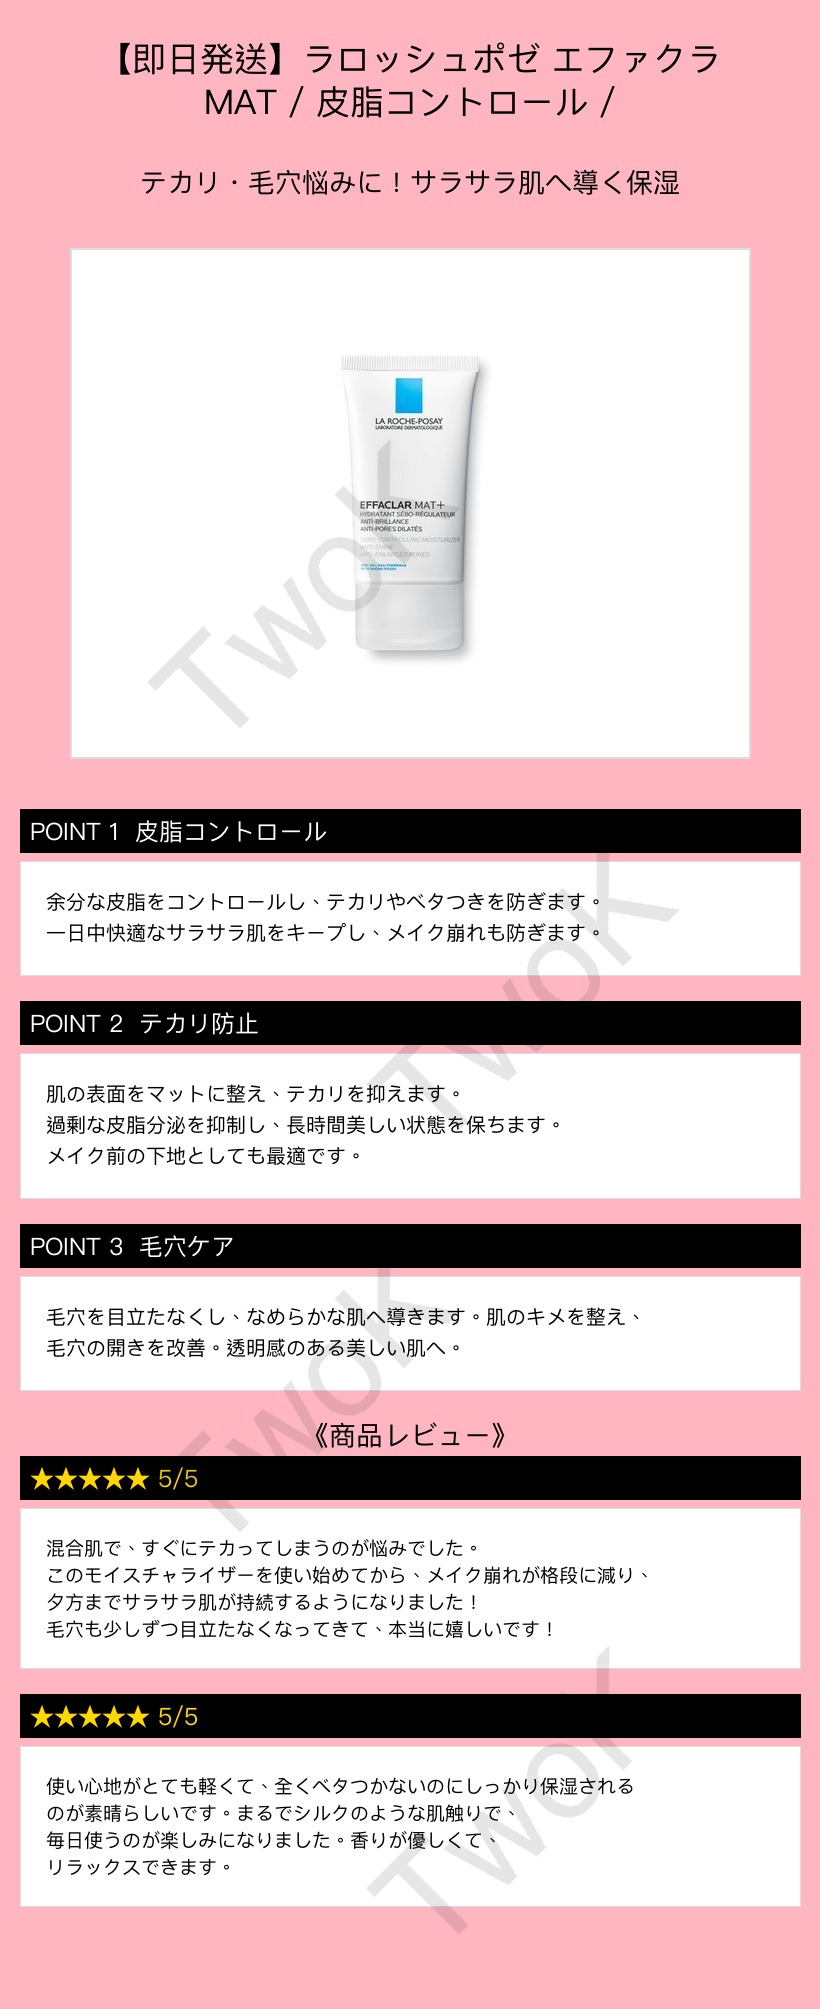 【即日発送】ラロッシュポゼ エファクラ
MAT / 皮脂コントロール /
テカリ・毛穴悩みに！サラサラ肌へ導く保湿
LA ROCHE-POSAY
LABORATOIRE DERMATOLOGIQUE
EFFACLAR MAT+
HYDRATANT SÉBO-RÉGULATEUR
ANTI-BRILLANCE
ANTI-PORES DILATÉS
SEBO-CONTROLLING MOISTURIZER
ANTI-SHINE
ANTI-ENLARGED PORES
TwoK
POINT 1 皮脂コントロール
余分な皮脂をコントロールし、テカリやベタつきを防ぎます。
一日中快適なサラサラ肌をキープし、メイク崩れも防ぎます。
TwoK
POINT 2 テカリ防止
肌の表面をマットに整え、テカリを抑えます。
過剰な皮脂分泌を抑制し、長時間美しい状態を保ちます。
メイク前の下地としても最適です。
POINT 3 毛穴ケア
毛穴を目立たなくし、なめらかな肌へ導きます。肌のキメを整え、
毛穴の開きを改善。透明感のある美しい肌へ。
TwoK
《商品レビュー》
★★★★★ 5/5
混合肌で、すぐにテカってしまうのが悩みでした。
このモイスチャライザーを使い始めてから、メイク崩れが格段に減り、
夕方までサラサラ肌が持続するようになりました！
毛穴も少しずつ目立たなくなってきて、本当に嬉しいです！
★★★★★ 5/5
使い心地がとても軽くて、全くベタつかないのにしっかり保湿される
のが素晴らしいです。まるでシルクのような肌触りで、
毎日使うのが楽しみになりました。香りが優しくて、
リラックスできます。
TwoK